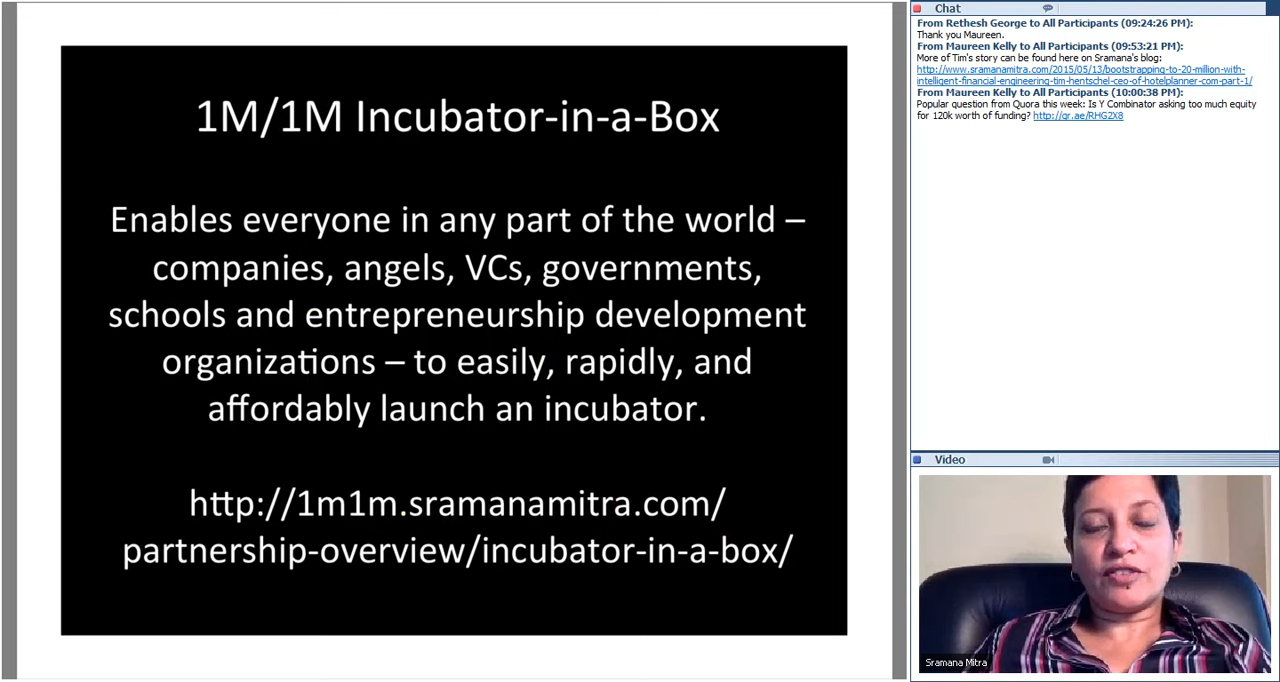 1M/1M Incubator-in-a-Box
Enables everyone in any part of the world –
companies, angels, VCs, governments,
schools and entrepreneurship development
organizations – to easily, rapidly, and
affordably launch an incubator.
http://1m1m.sramanamitra.com/
partnership-overview/incubator-in-a-box/
Chat
From Rethesh George to All Participants (09:24:26 PM):
Thank you Maureen.
From Maureen Kelly to All Participants (09:53:21 PM):
More of Tim's story can be found here on Sramana's blog:
http://www.sramanamitra.com/2015/05/13/bootstrapping-to-20-million-with-
intelligent-financial-engineering-tim-hentschel-ceo-of-hotelplanner-com-part-1/
From Maureen Kelly to All Participants (10:00:38 PM):
Popular question from Quora this week: Is Y Combinator asking too much equity
for 120k worth of funding? http://qr.ae/RHG2X8
Video
Sramana Mitra